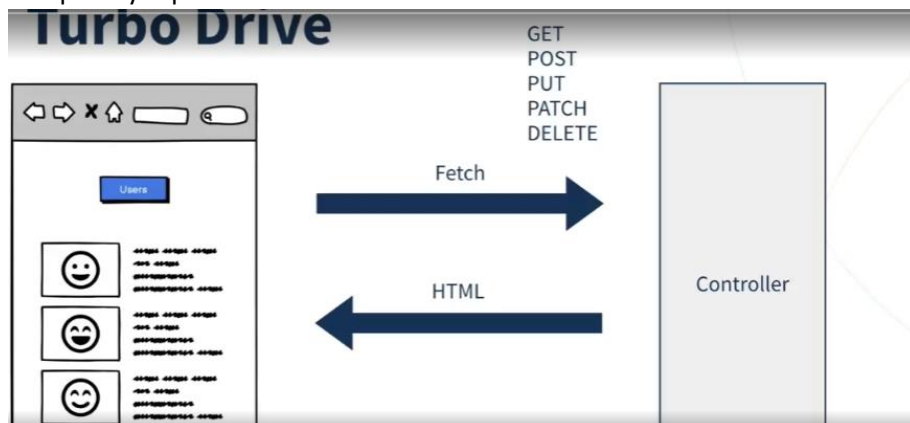 Turbo Drive
GET
POST
PUT
PATCH
DELETE
Users
Fetch
HTML
Controller